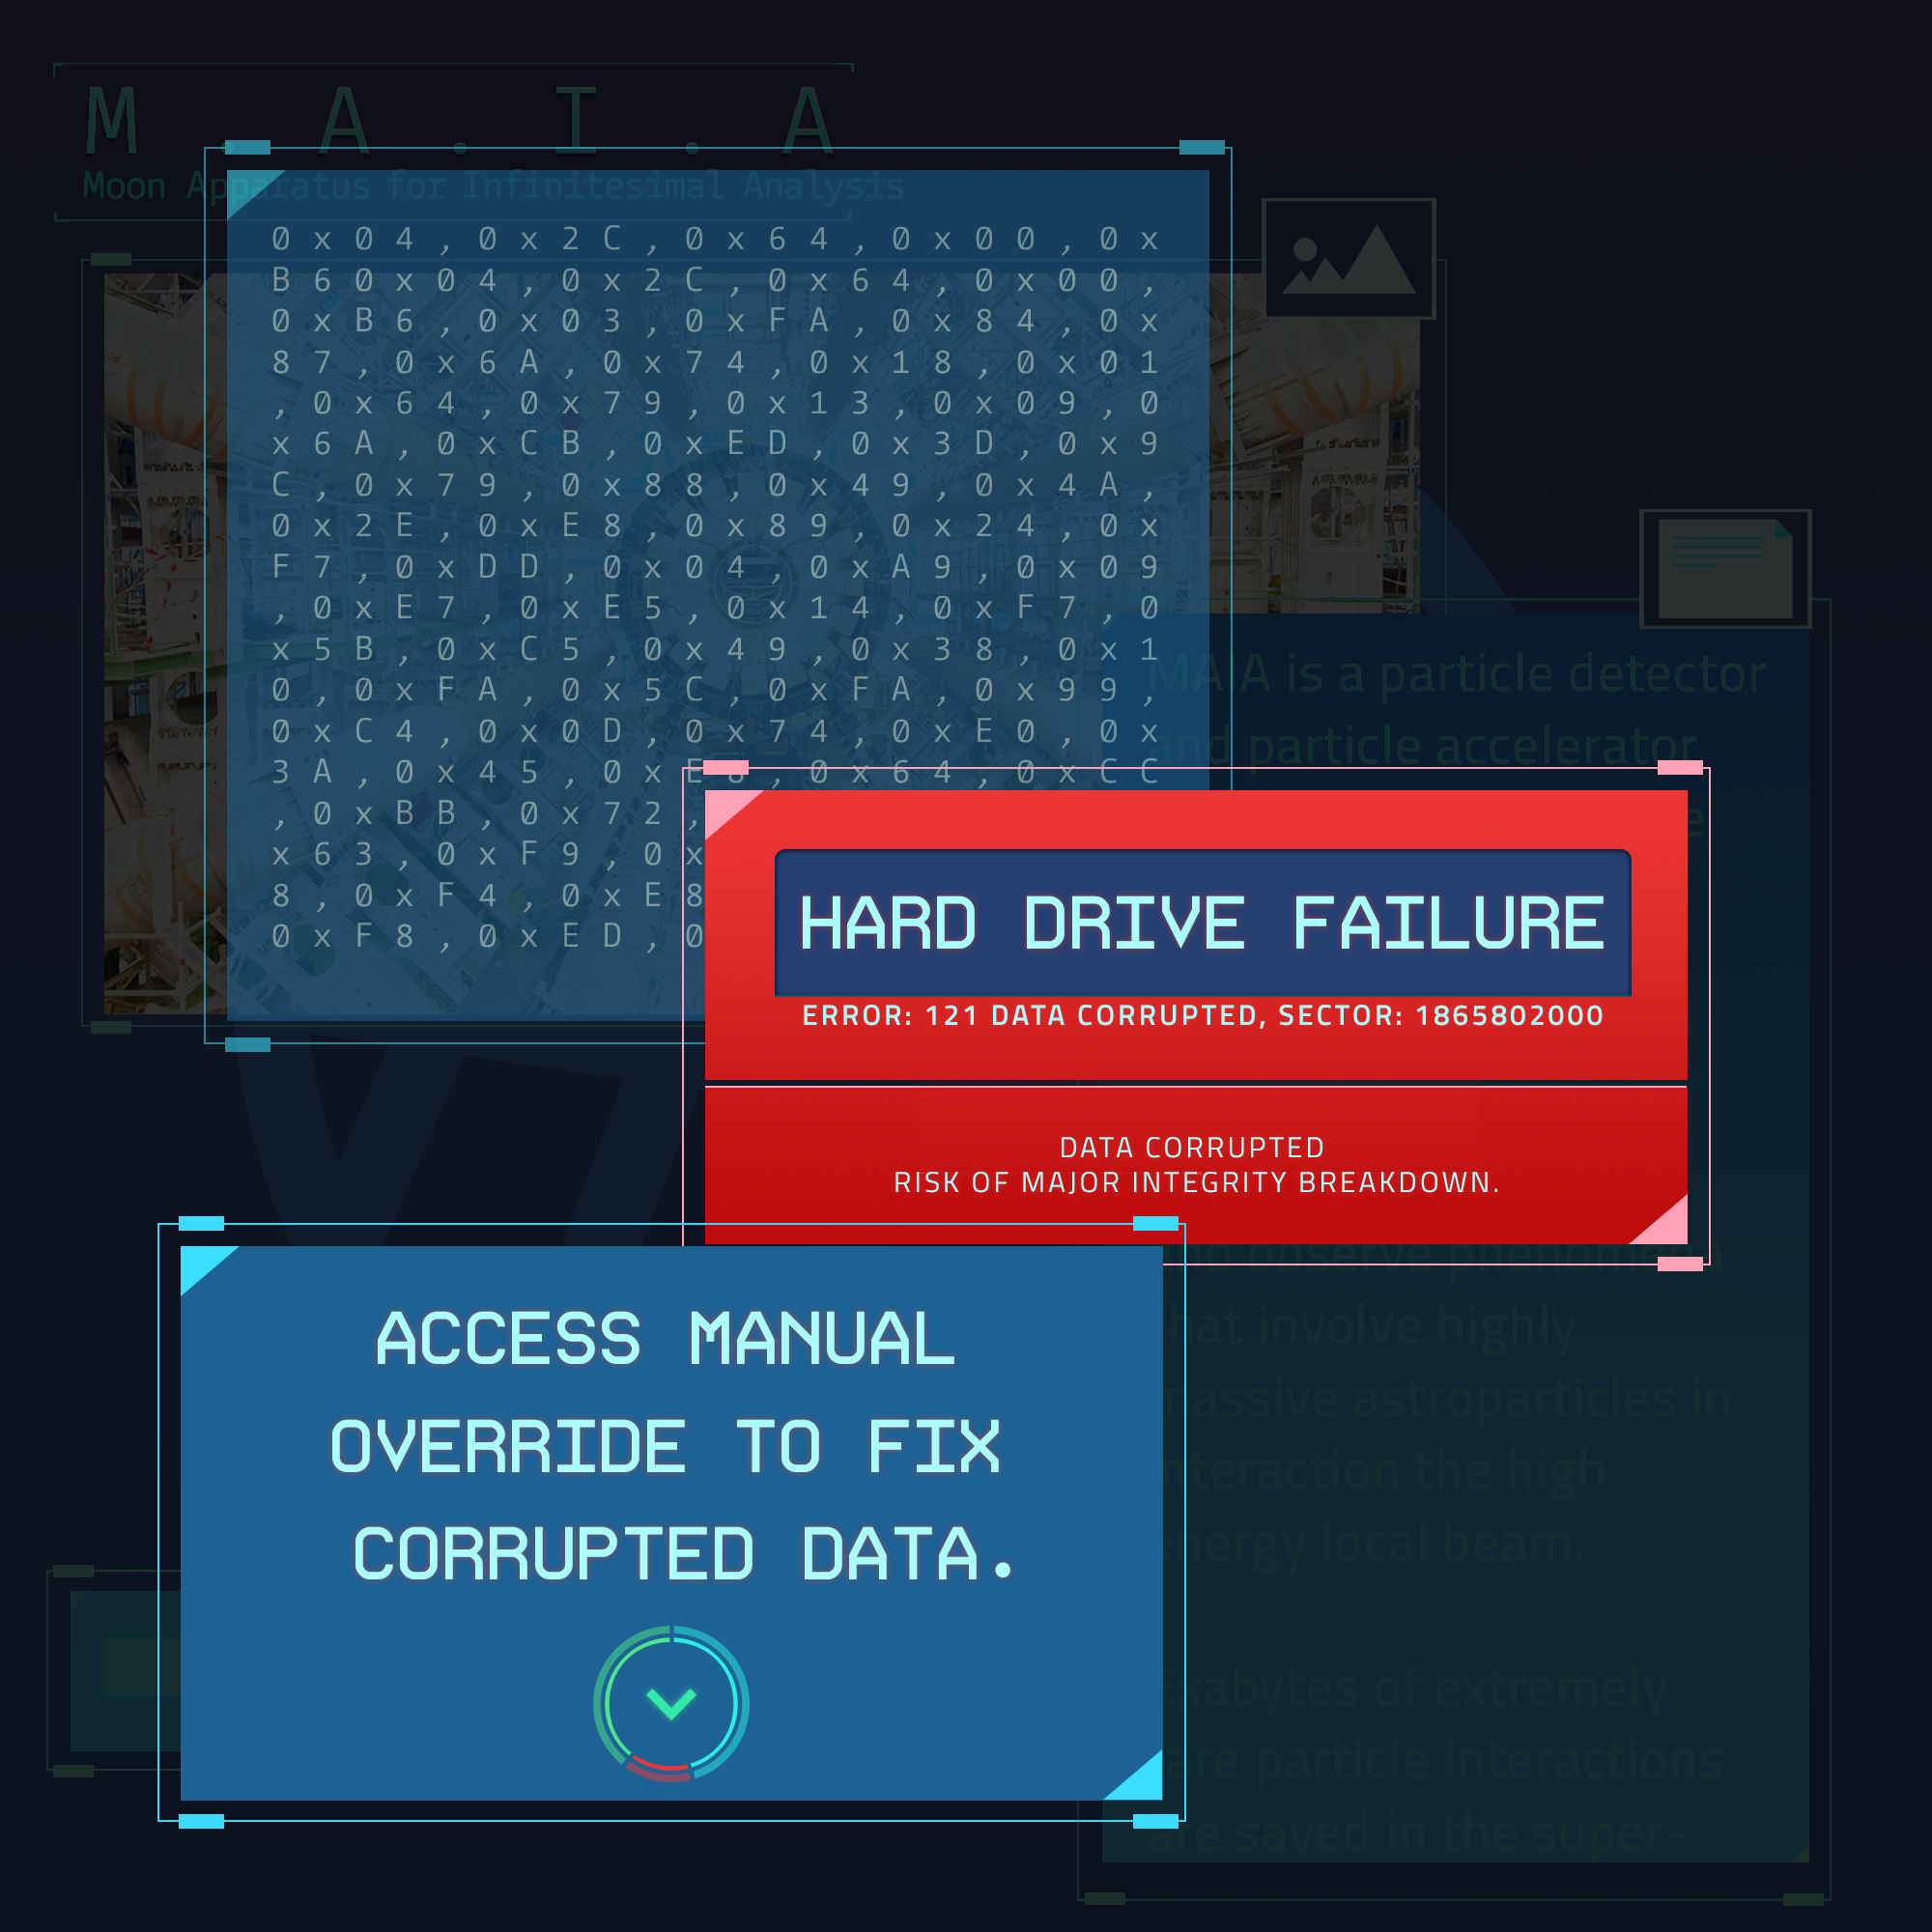 M . A . I . A
Moon Apparatus for Infinitesimal Analysis
0x04,0x2C,0x64,0x00,0x
B60x04,0x2C,0x64,0x00,
0xB6,0x03,0xFA,0x84,0x
87,0x6A,0x74,0x18,0x01
,0x64,0x79,0x13,0x09,0
x6A,0xCB,0xED,0x3D,0x9
C,0x79,0x88,0x49,0x4A,
0x2E,0xE8,0x89,0x24,0x
F7,0xDD,0x04,0xA9,0x09
,0xE7,0xE5,0x14,0xF7,0
x5B,0xC5,0x49,0x38,0x1
0,0xFA,0x5C,0xFA,0x99,
0xC4,0x0D,0x74,0xE0,0x
3A,0x45,0xE8,0x64,0xCC
,0xBB,0x72,
x63,0xF9,0x
8,0xF4,0xE8
0xF8,0xED,0
MAIA is a particle detector
and particle accelerator
HARD DRIVE FAILURE
ERROR: 121 DATA CORRUPTED, SECTOR: 1865802000
DATA CORRUPTED
RISK OF MAJOR INTEGRITY BREAKDOWN.
and observe phenomena
that involve highly
massive astroparticles in
interaction the high
energy local beam
Exabytes of extremely
rare particle interactions
are saved in the super-
ACCESS MANUAL
OVERRIDE TO FIX
CORRUPTED DATA.